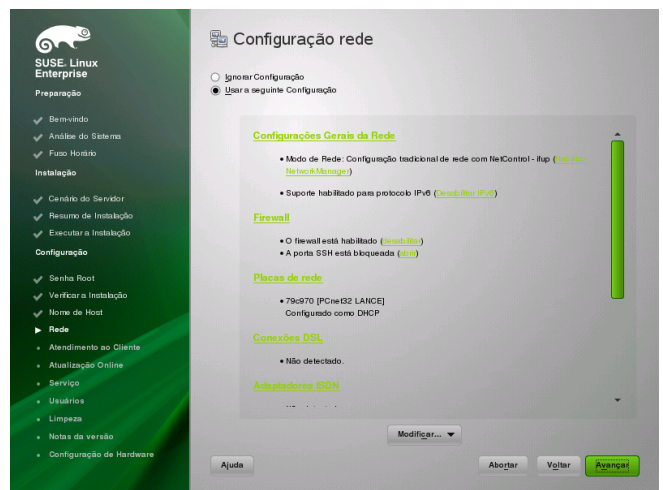 SUSE. Linux
Enterprise
Preparação
Bem-vindo
Análise do Sistema
Fuso Horário
Instalação
Cenário do Servidor
Resumo de Instalação
Executar a Instalação
Configuração
Senha Root
Verificar a Instalação
Nome de Host
Rede
Atendimento ao Cliente
Atualização Online
Serviço
Usuários
Limpeza
Notas da versão
Configuração de Hardware
Configuração rede
Ignorar Configuração
Usar a seguinte Configuração
Configurações Gerais da Rede
• Modo de Rede: Configuração tradicional de rede com NetControl - ifup (
NetworkManager)
• Suporte habilitado para protocolo IPv6 (Desabilitar IPv6)
Firewall
• O firewall está habilitado (desabilitar)
• A porta SSH está bloqueada (abrir)
Placas de rede
• 79c970 [PCnet32 LANCE]
Configurado como DHCP
Conexões DSL
• Não detectado.
Adaptadores ISDN
Modificar...
Ajuda
Abortar
Voltar
Avançar